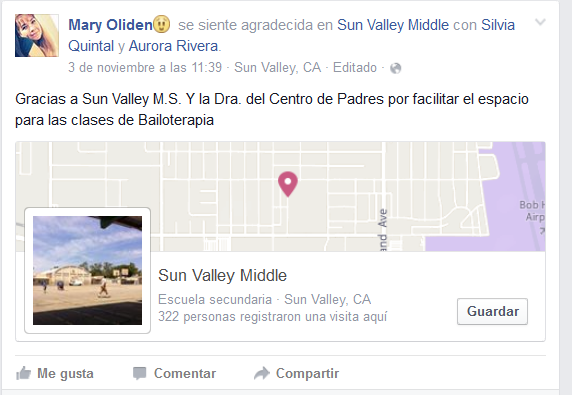 Mary Oliden se siente agradecida en Sun Valley Middle con Silvia
Quintal y Aurora Rivera.
3 de noviembre a las 11:39 · Sun Valley, CA · Editado ·
Gracias a Sun Valley M.S. Y la Dra. del Centro de Padres por facilitar el espacio
para las clases de Bailoterapia
Bob H
Airp
and Ave
Sun Valley Middle
Escuela secundaria · Sun Valley, CA
322 personas registraron una visita aquí
Guardar
Me gusta Comentar Compartir